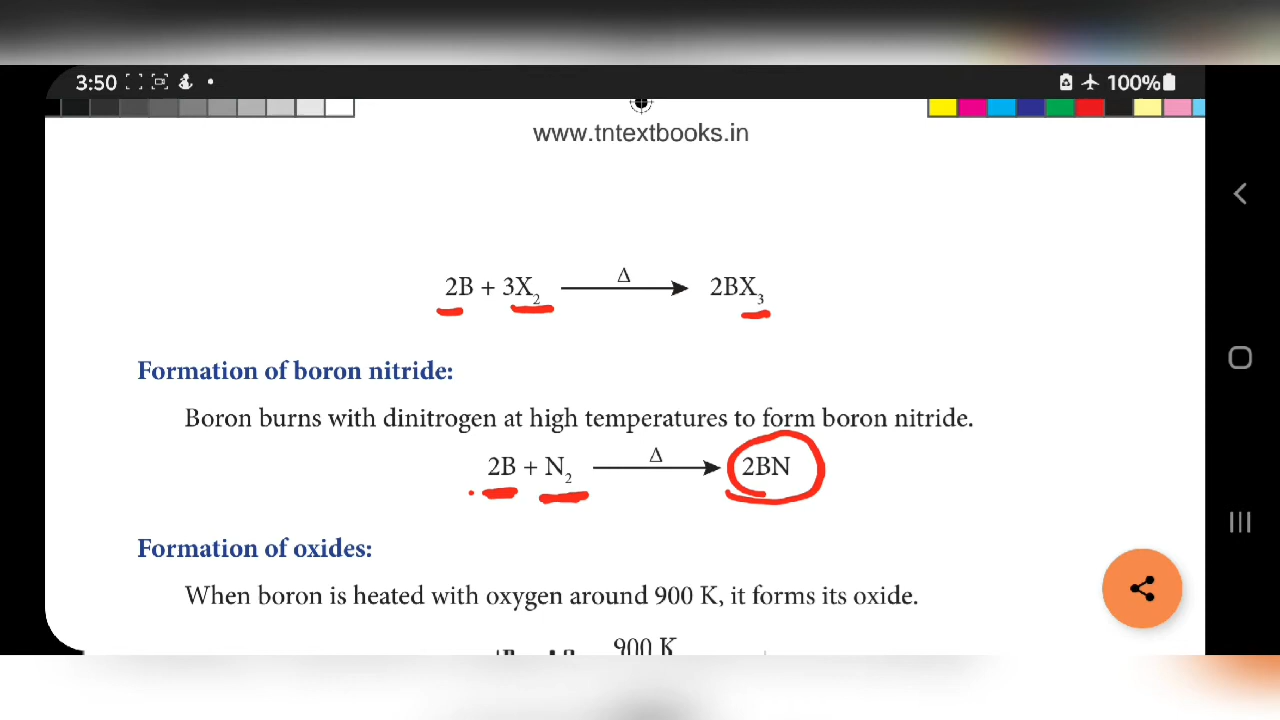 3:50
100%
www.tntextbooks.in
2B + 3X₂ Δ⟶ 2BX₃
Formation of boron nitride:
Boron burns with dinitrogen at high temperatures to form boron nitride.
2B + N₂ Δ⟶ 2BN
Formation of oxides:
When boron is heated with oxygen around 900 K, it forms its oxide.
900 K